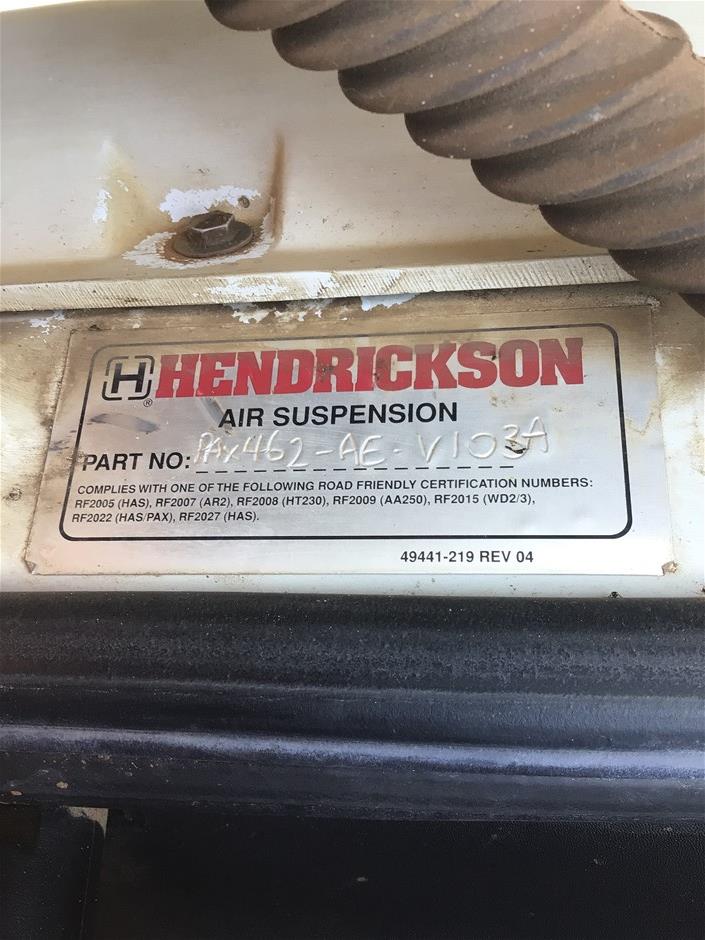 H HENDRICKSON
®
AIR SUSPENSION
PART NO: PAX462-AE-V103A
COMPLIES WITH ONE OF THE FOLLOWING ROAD FRIENDLY CERTIFICATION NUMBERS:
RF2005 (HAS), RF2007 (AR2), RF2008 (HT230), RF2009 (AA250), RF2015 (WD2/3),
RF2022 (HAS/PAX), RF2027 (HAS).
49441-219 REV 04